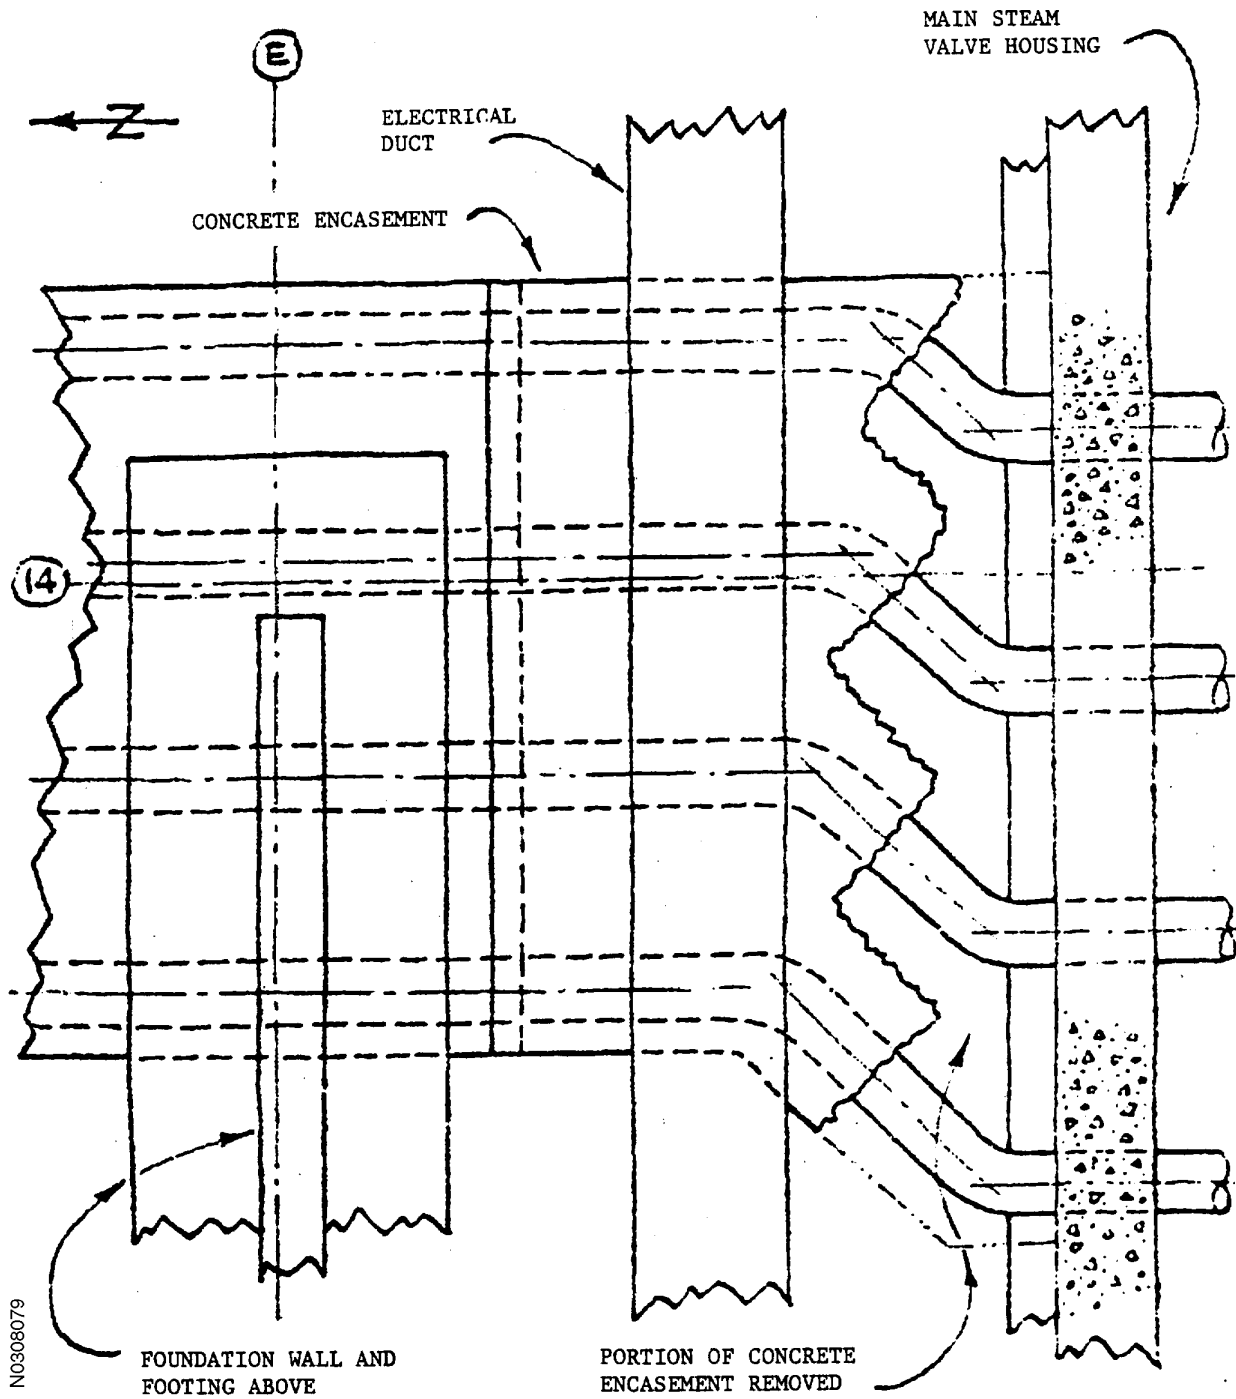 MAIN STEAM
VALVE HOUSING
E
Z
ELECTRICAL
DUCT
CONCRETE ENCASEMENT
14
FOUNDATION WALL AND
FOOTING ABOVE
PORTION OF CONCRETE
ENCASEMENT REMOVED
N0308079